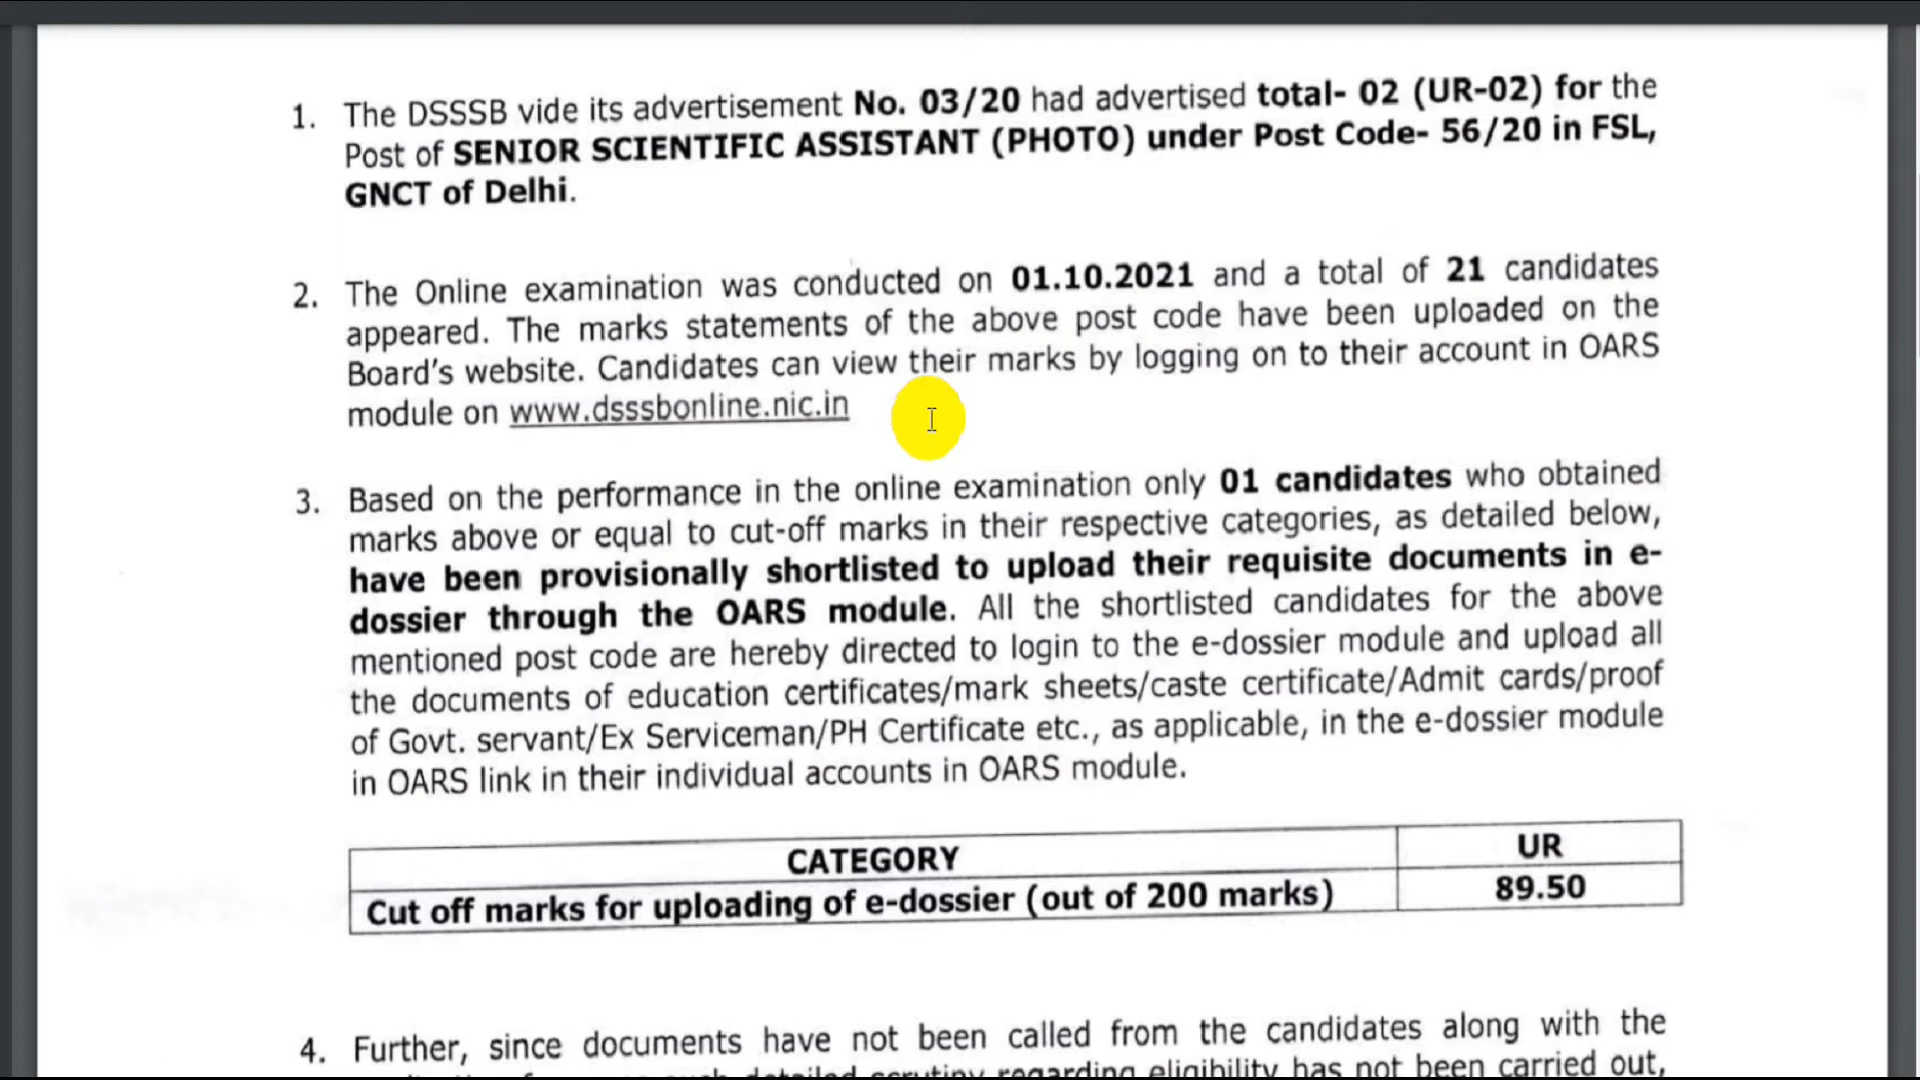 1. The DSSSB vide its advertisement No. 03/20 had advertised total- 02 (UR-02) for the
Post of SENIOR SCIENTIFIC ASSISTANT (PHOTO) under Post Code- 56/20 in FSL,
GNCT of Delhi.
2. The Online examination was conducted on 01.10.2021 and a total of 21 candidates
appeared. The marks statements of the above post code have been uploaded on the
Board's website. Candidates can view their marks by logging on to their account in OARS
module on www.dsssbonline.nic.in
3. Based on the performance in the online examination only 01 candidates who obtained
marks above or equal to cut-off marks in their respective categories, as detailed below,
have been provisionally shortlisted to upload their requisite documents in e-
dossier through the OARS module. All the shortlisted candidates for the above
mentioned post code are hereby directed to login to the e-dossier module and upload all
the documents of education certificates/mark sheets/caste certificate/Admit cards/proof
of Govt. servant/Ex Serviceman/PH Certificate etc., as applicable, in the e-dossier module
in OARS link in their individual accounts in OARS module.
CATEGORY UR
Cut off marks for uploading of e-dossier (out of 200 marks) 89.50
4. Further, since documents have not been called from the candidates along with the
detailed scrutiny regarding eligibility has not been carried out,